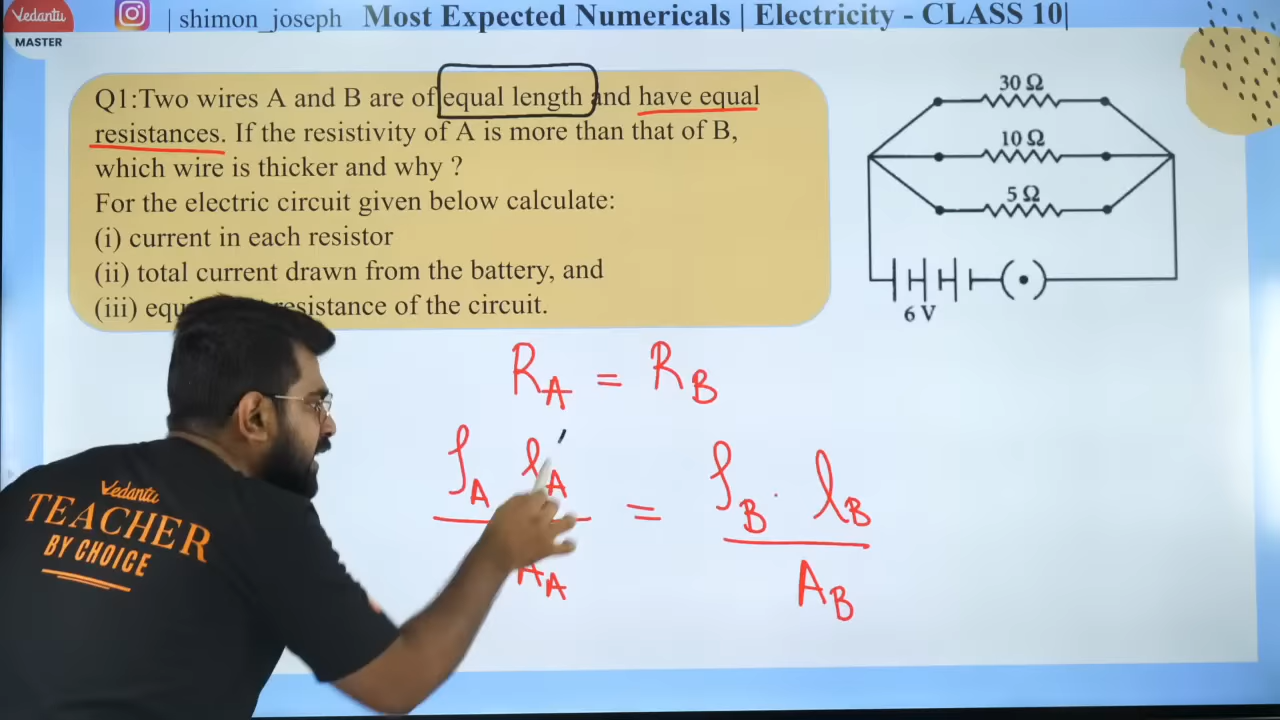 Vedantu
MASTER
| shimon_joseph
Most Expected Numericals | Electricity - CLASS 10|
Q1:Two wires A and B are of equal length and have equal
resistances. If the resistivity of A is more than that of B,
which wire is thicker and why ?
For the electric circuit given below calculate:
(i) current in each resistor
(ii) total current drawn from the battery, and
(iii) resistance of the circuit.
30 Ω
10 Ω
5 Ω
6 V
R_A = R_B
ρ_A l_A = ρ_B . l_B
A_A A_B
Vedantu
TEACHER
BY CHOICE